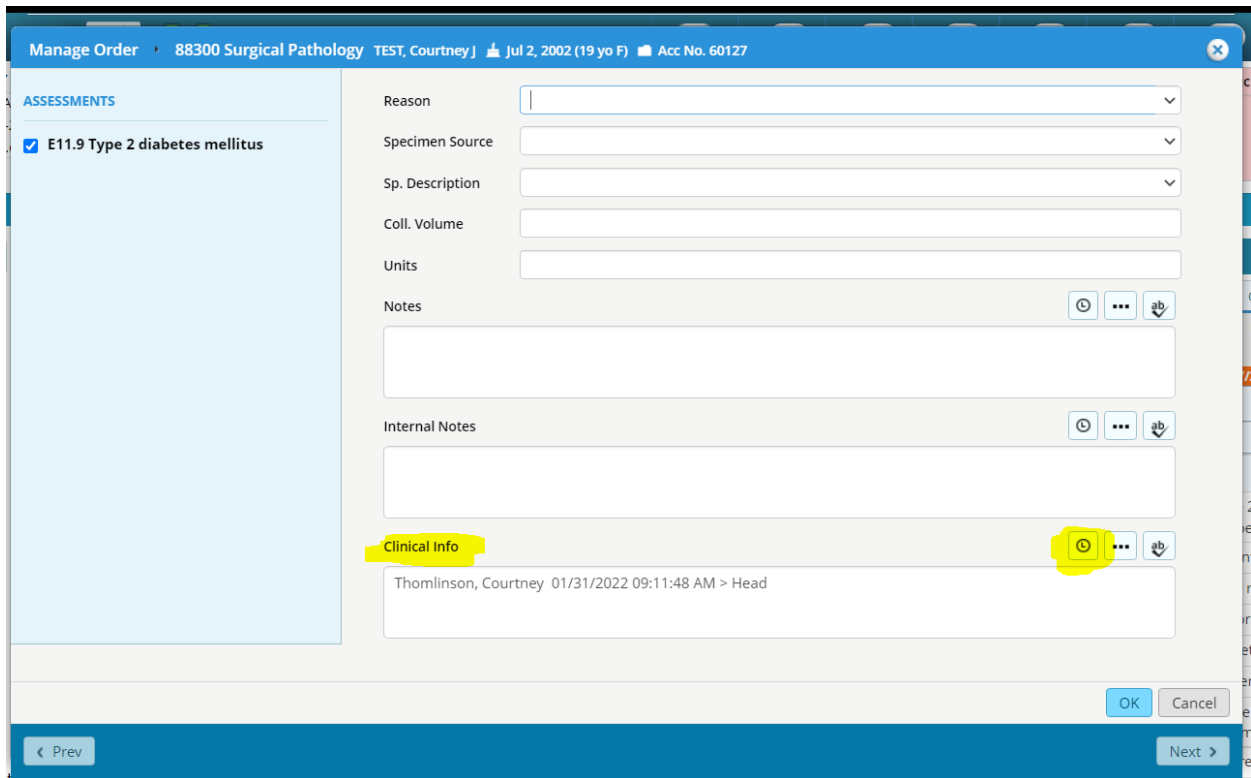 Manage Order 88300 Surgical Pathology TEST, Courtney J Jul 2, 2002 (19 yo F) Acc No. 60127
ASSESSMENTS
E11.9 Type 2 diabetes mellitus
Reason
Specimen Source
Sp. Description
Coll. Volume
Units
Notes
Internal Notes
Clinical Info
Thomlinson, Courtney 01/31/2022 09:11:48 AM > Head
OK Cancel
Prev Next